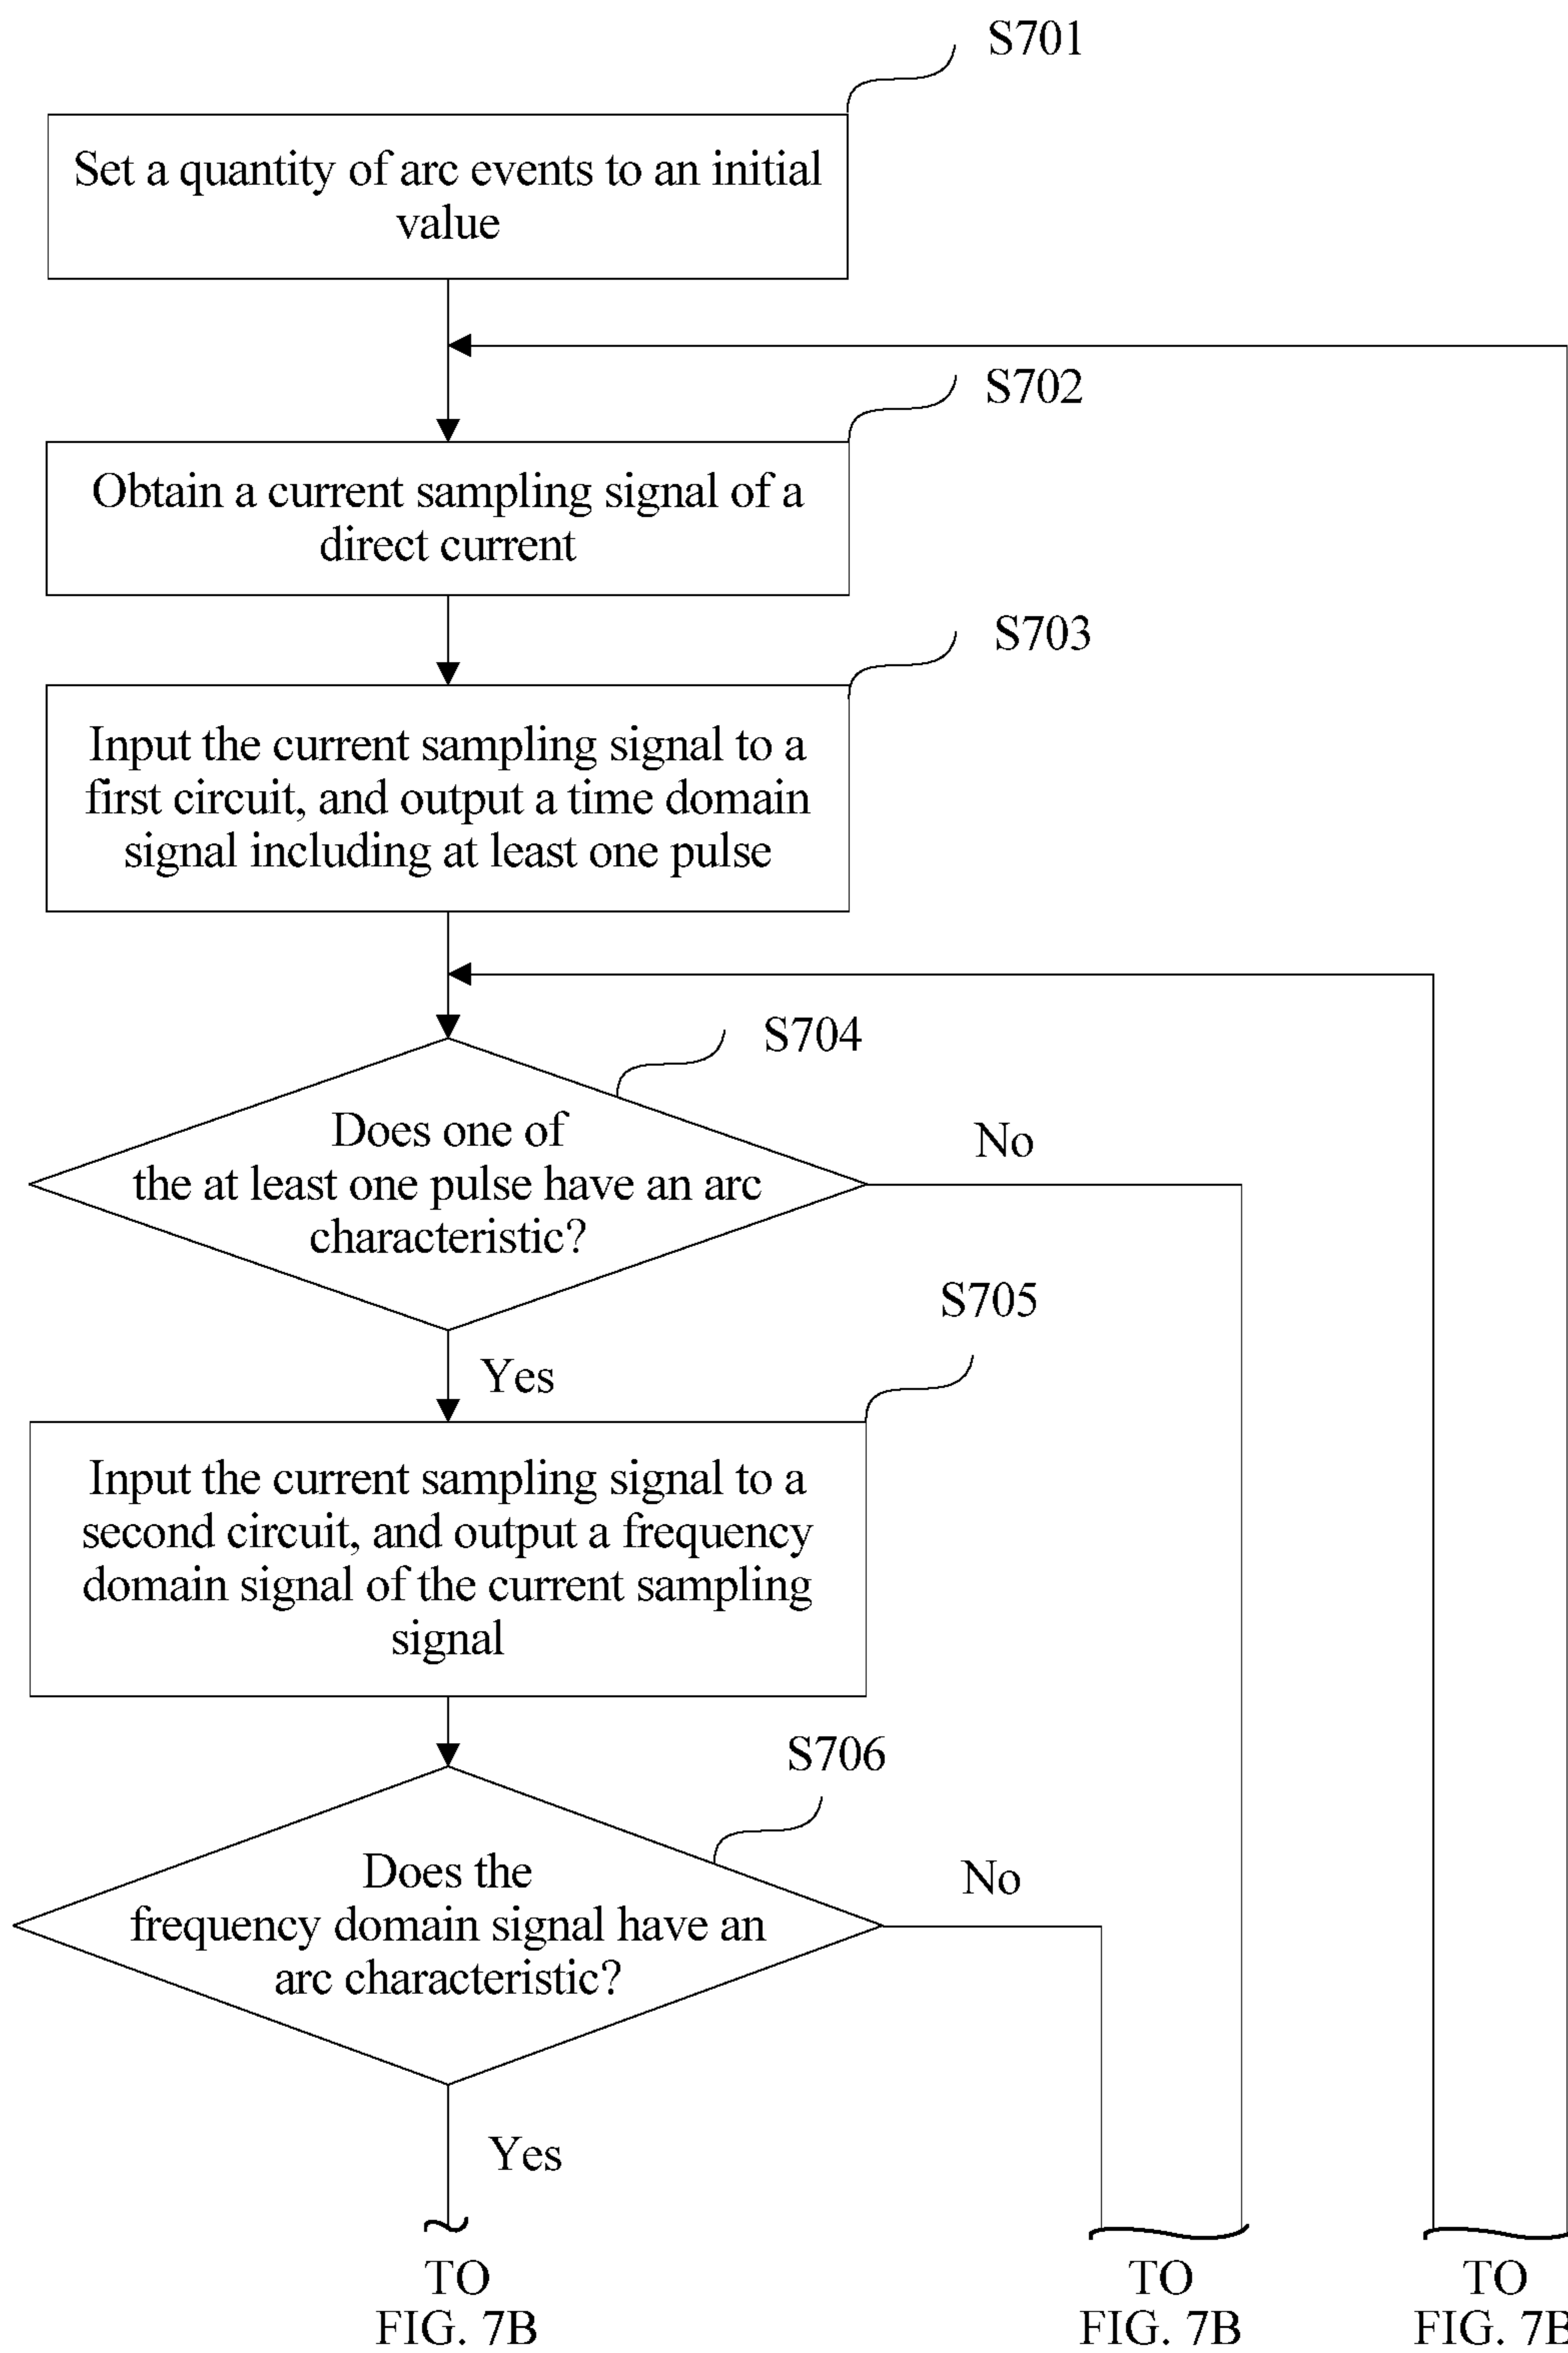 S701
Set a quantity of arc events to an initial
value
S702
Obtain a current sampling signal of a
direct current
S703
Input the current sampling signal to a
first circuit, and output a time domain
signal including at least one pulse
S704
Does one of
the at least one pulse have an arc
characteristic?
No
Yes
S705
Input the current sampling signal to a
second circuit, and output a frequency
domain signal of the current sampling
signal
S706
Does the
frequency domain signal have an
arc characteristic?
No
Yes
TO
FIG. 7B
TO
FIG. 7B
TO
FIG. 7B